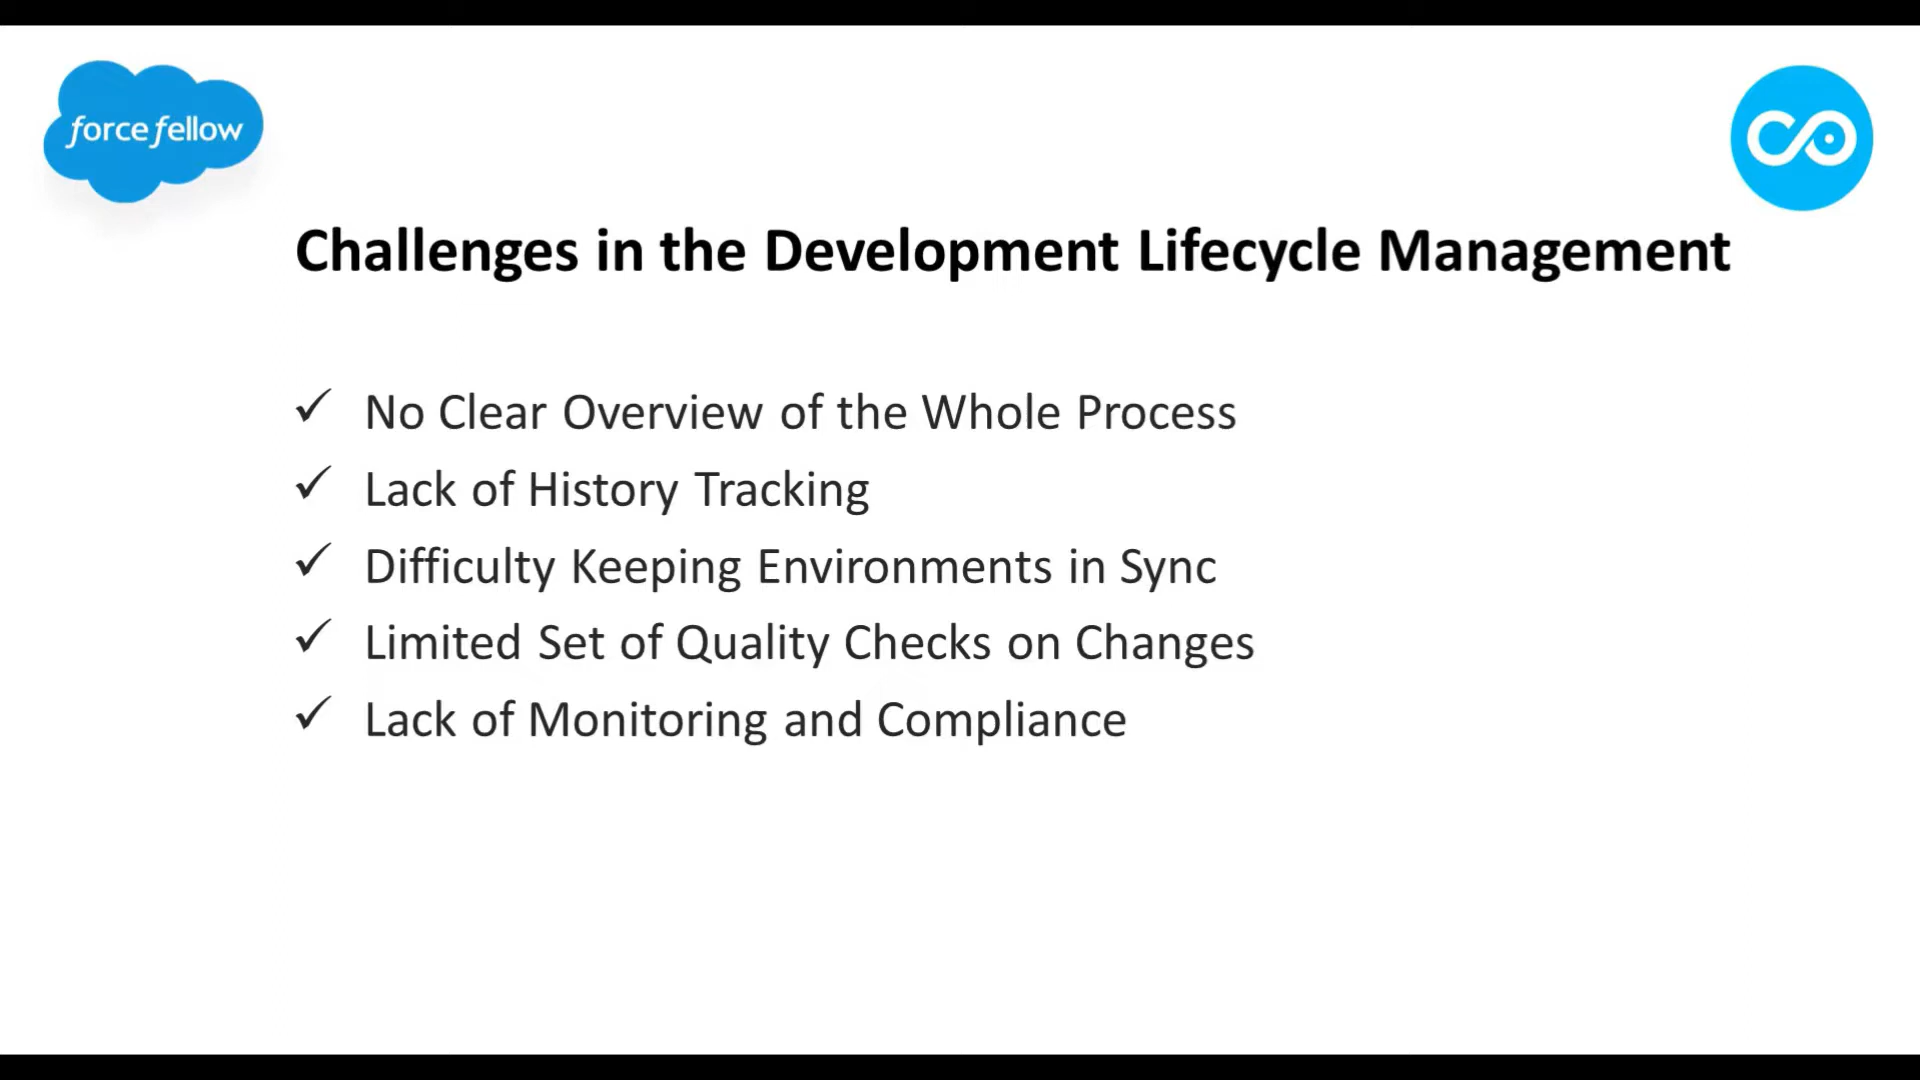 force fellow
Challenges in the Development Lifecycle Management
✓ No Clear Overview of the Whole Process
✓ Lack of History Tracking
✓ Difficulty Keeping Environments in Sync
✓ Limited Set of Quality Checks on Changes
✓ Lack of Monitoring and Compliance